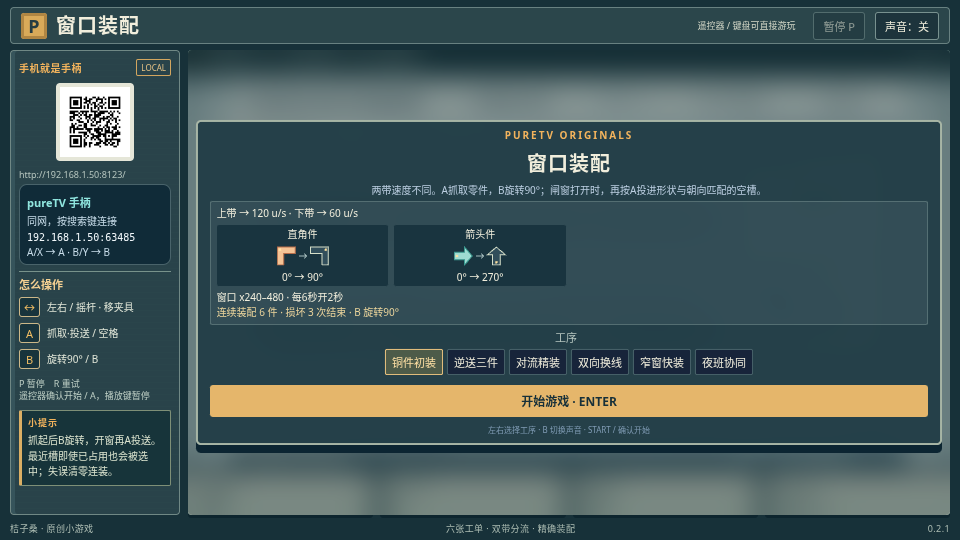 P 窗口装配
遥控器 / 键盘可直接游玩
暂停 P
声音：关
手机就是手柄
LOCAL
http://192.168.1.50:8123/
pureTV 手柄
同网，按搜索键连接
192.168.1.50:63485
A/X → A · B/Y → B
怎么操作
↔ 左右 / 摇杆 · 移夹具
A 抓取·投送 / 空格
B 旋转90° / B
P 暂停 R 重试
遥控器确认开始 / A，播放键暂停
小提示
抓起后B旋转，开窗再A投送。
最近槽即使已占用也会被选
中；失误清零连装。
PURETV ORIGINALS
窗口装配
两带速度不同。A抓取零件，B旋转90°；闸窗打开时，再按A投进形状与朝向匹配的空槽。
上带 → 120 u/s · 下带 → 60 u/s
直角件
→
0° → 90°
箭头件
→
0° → 270°
窗口 x240–480 · 每6秒开2秒
连续装配 6 件 · 损坏 3 次结束 · B 旋转90°
工序
铜件初装
逆送三件
对流精装
双向换线
窄窗快装
夜班协同
开始游戏 · ENTER
左右选择工序 · B 切换声音 · START / 确认开始
桔子桑 · 原创小游戏
六张工单 · 双带分流 · 精确装配
0.2.1